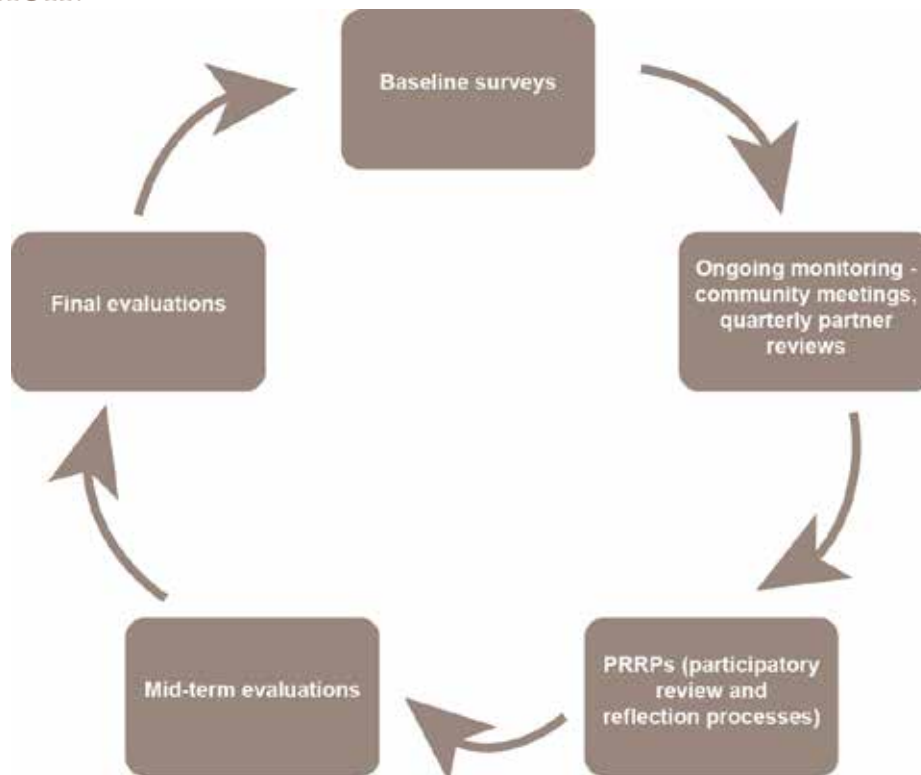 Baseline surveys
Ongoing monitoring -
community meetings,
quarterly partner
reviews
Final evaluations
PRRPs (participatory
review and
reflection processes)
Mid-term evaluations